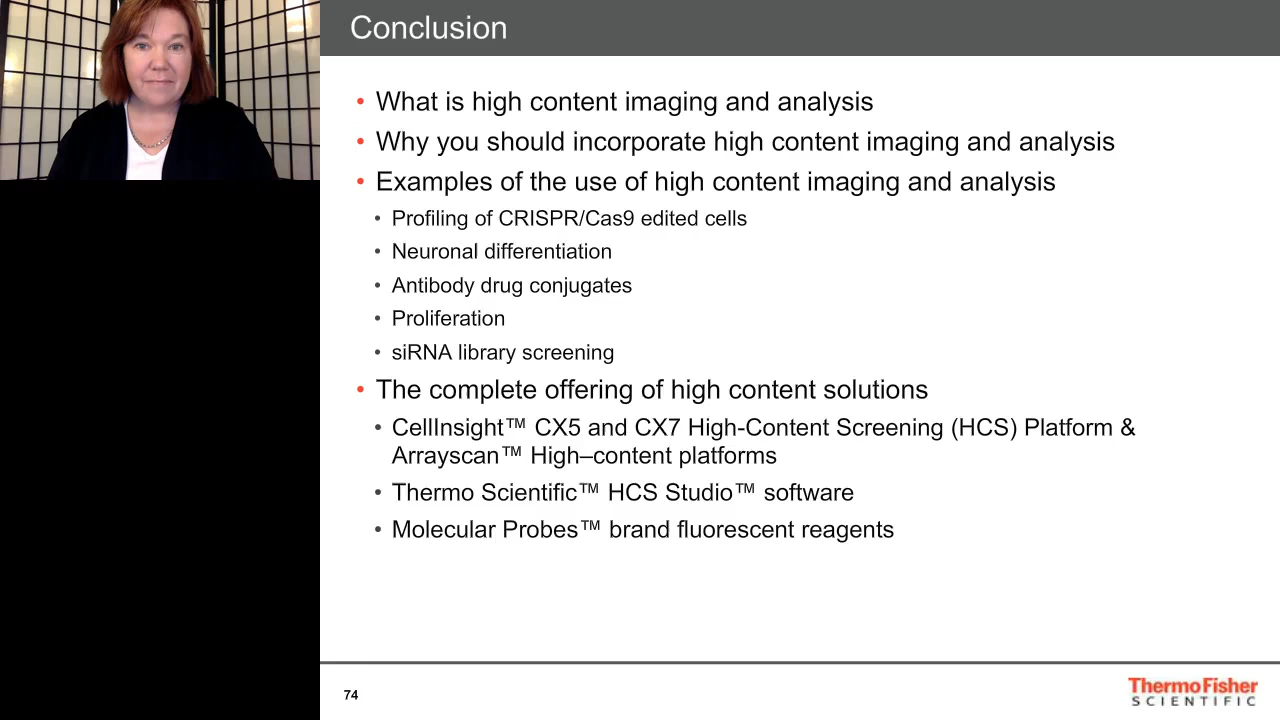 Conclusion
• What is high content imaging and analysis
• Why you should incorporate high content imaging and analysis
• Examples of the use of high content imaging and analysis
• Profiling of CRISPR/Cas9 edited cells
• Neuronal differentiation
• Antibody drug conjugates
• Proliferation
• siRNA library screening
• The complete offering of high content solutions
• CellInsight™ CX5 and CX7 High-Content Screening (HCS) Platform &
Arrayscan™ High–content platforms
• Thermo Scientific™ HCS Studio™ software
• Molecular Probes™ brand fluorescent reagents
74
ThermoFisher
SCIENTIFIC